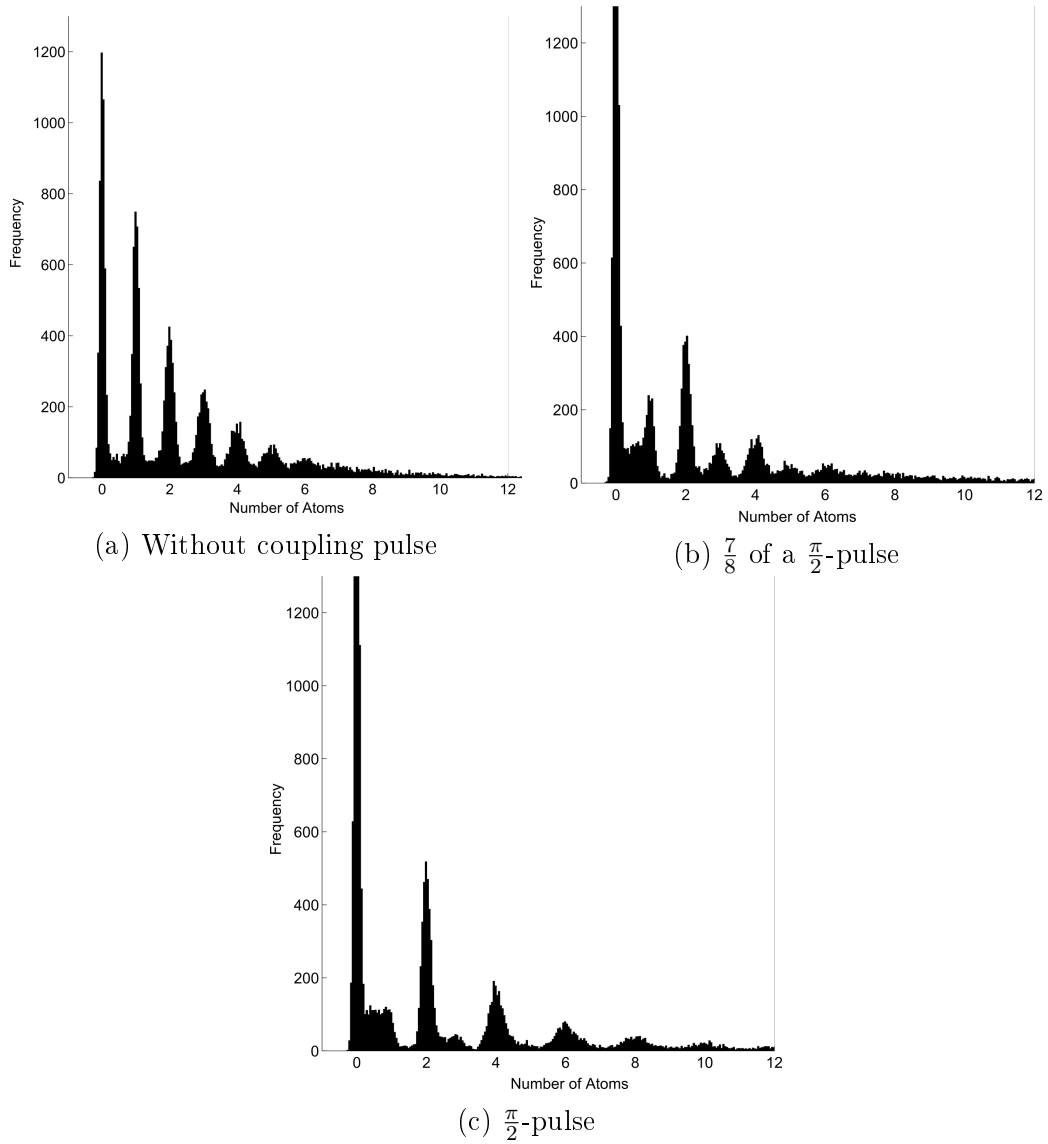 1200
1000
800
600
400
200
0
Frequency
0 2 4 6 8 10 12
Number of Atoms
(a) Without coupling pulse
1200
1000
800
600
400
200
0
Frequency
0 2 4 6 8 10 12
Number of Atoms
(b) 7/8 of a π/2-pulse
1200
1000
800
600
400
200
0
Frequency
0 2 4 6 8 10 12
Number of Atoms
(c) π/2-pulse